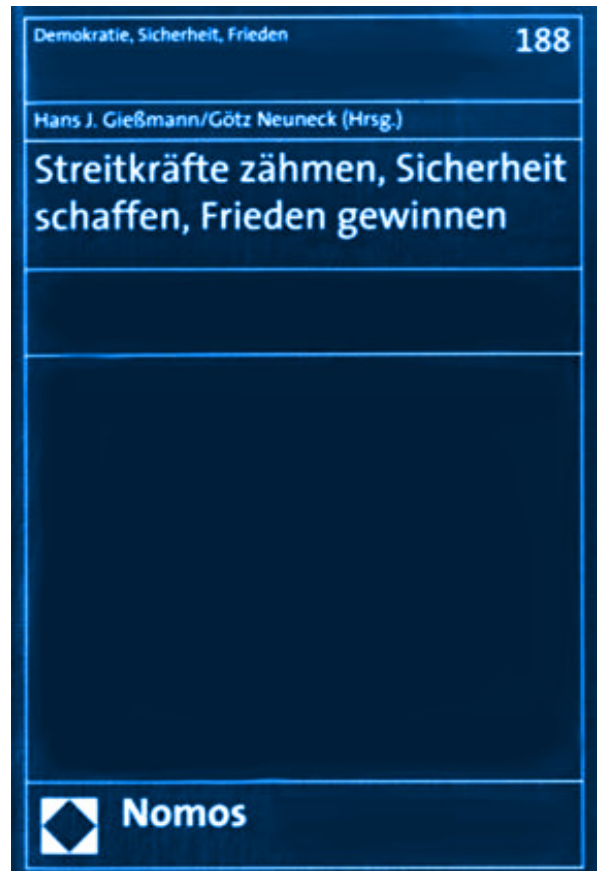 Demokratie, Sicherheit, Frieden 188
Hans J. Gießmann/Götz Neuneck (Hrsg.)
Streitkräfte zähmen, Sicherheit
schaffen, Frieden gewinnen
Nomos